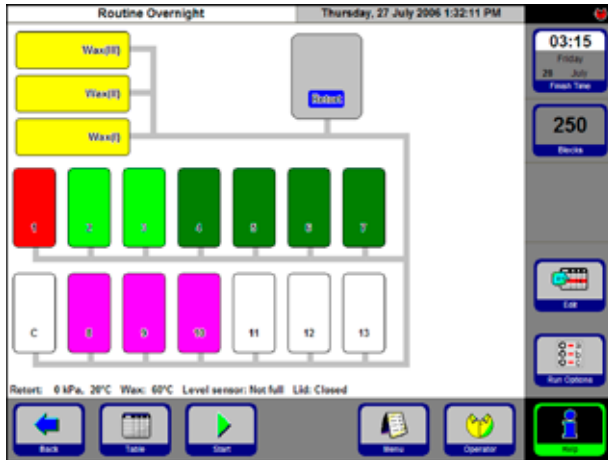 Routine Overnight
Thursday, 27 July 2006 1:32:11 PM
03:15
Friday
28 July
Finish Time
250
Blocks
Wax(III)
Wax(II)
Wax(I)
Retort
1
2
3
4
5
6
7
C
8
9
10
11
12
13
Edit
Run Options
Retort: 0 kPa, 20°C Wax: 60°C Level sensor: Not full Lid: Closed
Back
Table
Start
Menu
Operator
Help